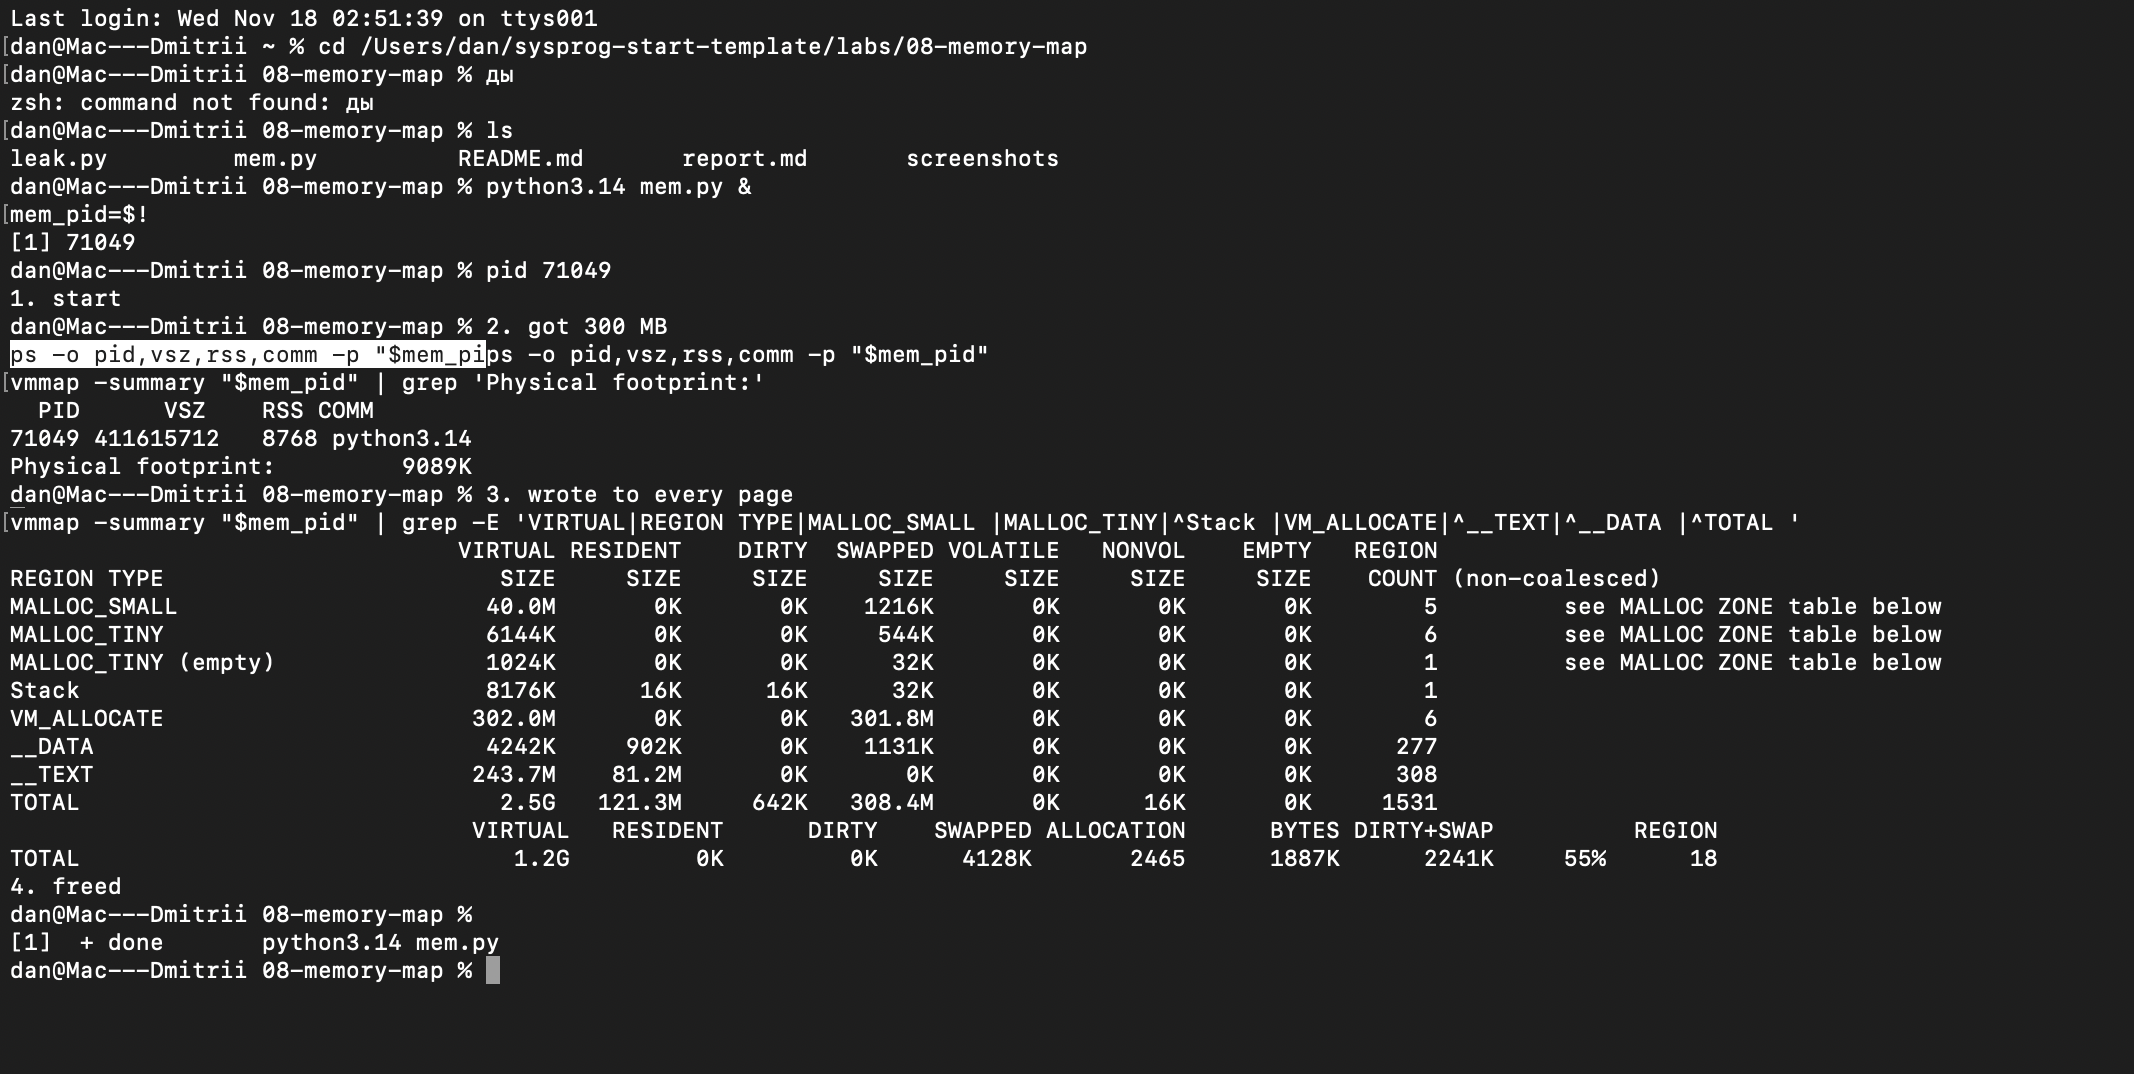 Last login: Wed Nov 18 02:51:39 on ttys001
[dan@Mac---Dmitrii ~ % cd /Users/dan/sysprog-start-template/labs/08-memory-map
[dan@Mac---Dmitrii 08-memory-map % ды
zsh: command not found: ды
[dan@Mac---Dmitrii 08-memory-map % ls
leak.py         mem.py          README.md       report.md       screenshots
dan@Mac---Dmitrii 08-memory-map % python3.14 mem.py &
[mem_pid=$!
[1] 71049
dan@Mac---Dmitrii 08-memory-map % pid 71049
1. start
dan@Mac---Dmitrii 08-memory-map % 2. got 300 MB
ps -o pid,vsz,rss,comm -p "$mem_pips -o pid,vsz,rss,comm -p "$mem_pid"
[vmmap -summary "$mem_pid" | grep 'Physical footprint:'
  PID      VSZ    RSS COMM
71049 411615712   8768 python3.14
Physical footprint:         9089K
dan@Mac---Dmitrii 08-memory-map % 3. wrote to every page
[vmmap -summary "$mem_pid" | grep -E 'VIRTUAL|REGION TYPE|MALLOC_SMALL |MALLOC_TINY|^Stack |VM_ALLOCATE|^__TEXT|^__DATA |^TOTAL '
                                VIRTUAL RESIDENT    DIRTY  SWAPPED VOLATILE   NONVOL    EMPTY   REGION
REGION TYPE                        SIZE     SIZE     SIZE     SIZE     SIZE     SIZE     SIZE    COUNT (non-coalesced)
MALLOC_SMALL                      40.0M       0K       0K    1216K       0K       0K       0K        5         see MALLOC ZONE table below
MALLOC_TINY                       6144K       0K       0K     544K       0K       0K       0K        6         see MALLOC ZONE table below
MALLOC_TINY (empty)               1024K       0K       0K      32K       0K       0K       0K        1         see MALLOC ZONE table below
Stack                             8176K      16K      16K      32K       0K       0K       0K        1
VM_ALLOCATE                      302.0M       0K       0K   301.8M       0K       0K       0K        6
__DATA                            4242K     902K       0K    1131K       0K       0K       0K      277
__TEXT                           243.7M    81.2M       0K       0K       0K       0K       0K      308
TOTAL                              2.5G   121.3M     642K   308.4M       0K      16K       0K     1531
                                 VIRTUAL   RESIDENT      DIRTY    SWAPPED ALLOCATION      BYTES DIRTY+SWAP          REGION
TOTAL                               1.2G         0K         0K      4128K       2465      1887K      2241K     55%      18
4. freed
dan@Mac---Dmitrii 08-memory-map %
[1]  + done       python3.14 mem.py
dan@Mac---Dmitrii 08-memory-map %